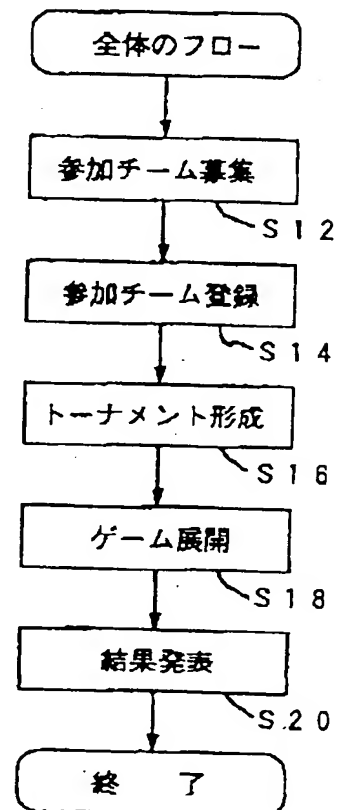 全体のフロー
参加チーム募集
S12
参加チーム登録
S14
トーナメント形成
S16
ゲーム展開
S18
結果発表
S20
終 了